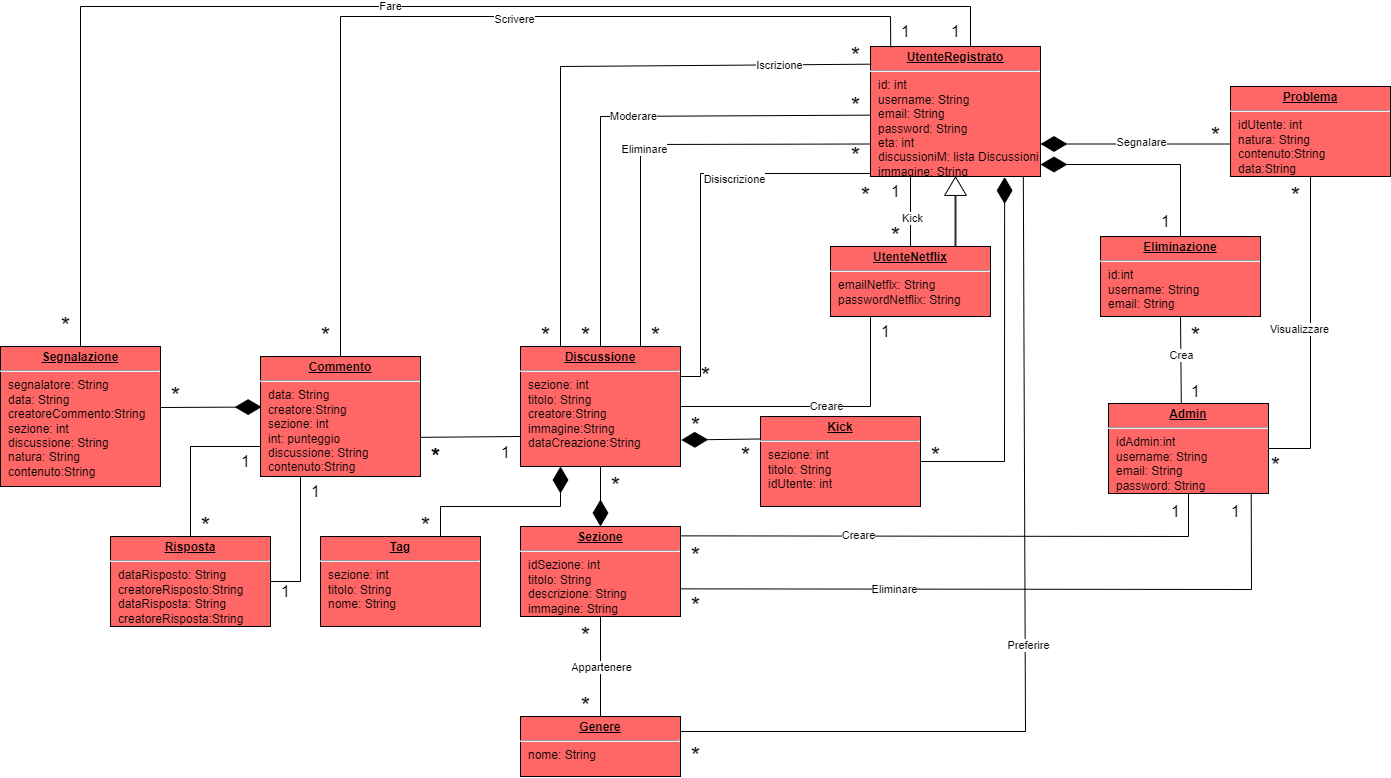 Fare
Scrivere
1
1
*
UtenteRegistrato
id: int
username: String
email: String
password: String
eta: int
discussioniM: lista Discussioni
immagine: String
Iscrizione
*
Moderare
*
Eliminare
*
Disiscrizione
1
Kick
*
Segnalare
*
Problema
idUtente: int
natura: String
contenuto:String
data:String
*
1
Eliminazione
id:int
username: String
email: String
*
Crea
1
Visualizzare
*
UtenteNetflix
emailNetflx: String
passwordNetflix: String
1
*
Segnalazione
segnalatore: String
data: String
creatoreCommento:String
sezione: int
discussione: String
natura: String
contenuto:String
*
*
Commento
data: String
creatore:String
sezione: int
int: punteggio
discussione: String
contenuto:String
*
1
*
*
*
*
Discussione
sezione: int
titolo: String
creatore:String
immagine:String
dataCreazione:String
Creare
*
*
Kick
sezione: int
titolo: String
idUtente: int
*
Admin
idAdmin:int
username: String
email: String
password: String
1
1
1
*
1
Risposta
dataRisposto: String
creatoreRisposto:String
dataRisposta: String
creatoreRisposta:String
1
*
Tag
sezione: int
titolo: String
nome: String
*
Sezione
idSezione: int
titolo: String
descrizione: String
immagine: String
Creare
*
Eliminare
*
*
Appartenere
*
Preferire
Genere
nome: String
*